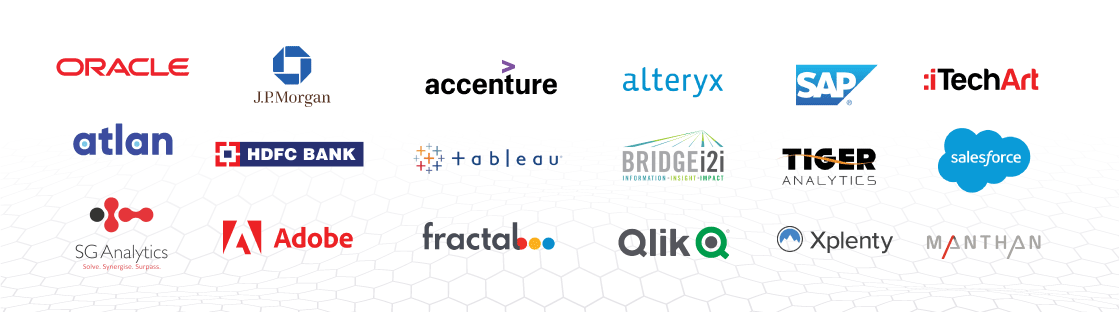 ORACLE
J.P.Morgan
accenture
alteryx
SAP®
:iTechArt
atlan
HDFC BANK
+ableau®
BRIDGEi2i
INFORMATION•INSIGHT•IMPACT
TIGER
ANALYTICS
salesforce
SG Analytics
Solve. Synergise. Surpass.
Adobe
fractal
Qlik®
Xplenty
MANTHAN